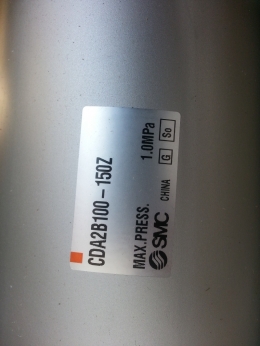 CDA2B100-150Z
MAX.PRESS. 1.0MPa
SMC CHINA G So